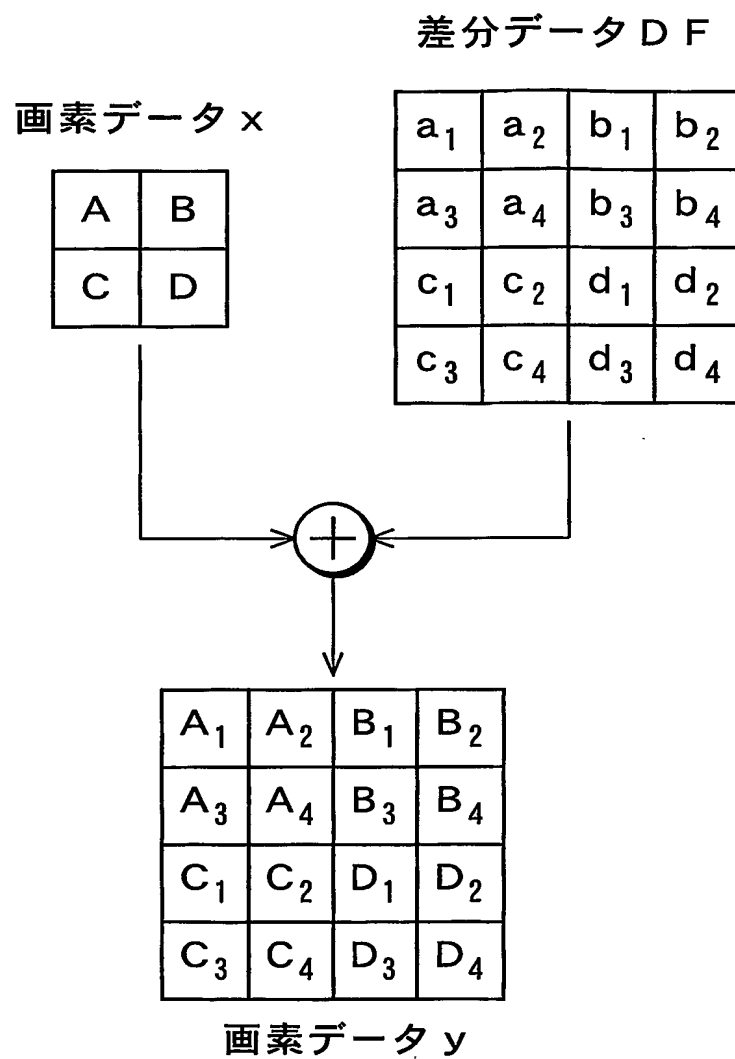 差分データDF
画素データx
a1 a2 b1 b2
a3 a4 b3 b4
c1 c2 d1 d2
c3 c4 d3 d4
A B
C D
+
A1 A2 B1 B2
A3 A4 B3 B4
C1 C2 D1 D2
C3 C4 D3 D4
画素データy